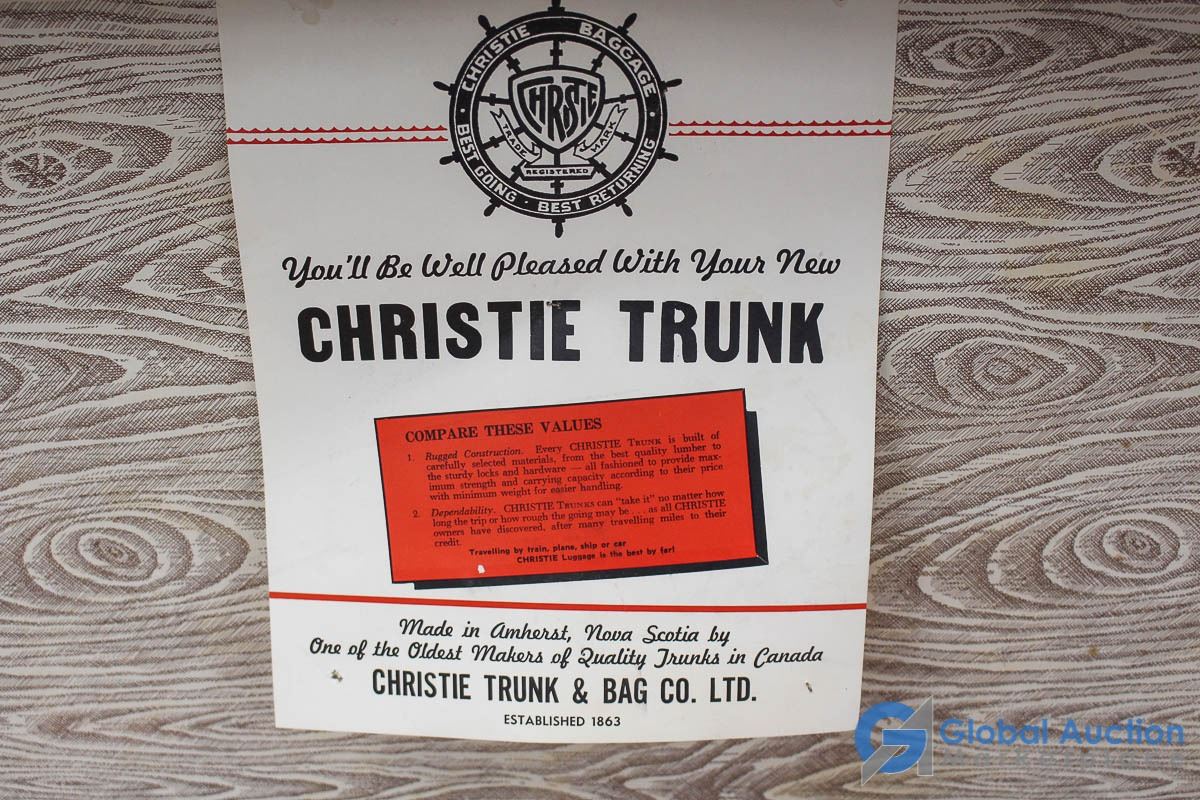 CHRISTIE BAGGAGE
BEST GOING · BEST RETURNING
CHRISTIE
TRADE MARK
REGISTERED
You'll Be Well Pleased With Your New
CHRISTIE TRUNK
COMPARE THESE VALUES
1. Rugged Construction. Every CHRISTIE TRUNK is built of
carefully selected materials, from the best quality lumber to
the sturdy locks and hardware — all fashioned to provide max-
imum strength and carrying capacity according to their price
with minimum weight for easier handling.
2. Dependability. CHRISTIE TRUNKS can "take it" no matter how
long the trip or how rough the going may be . . . as all CHRISTIE
owners have discovered, after many travelling miles to their
credit.
Travelling by train, plane, ship or car
CHRISTIE Luggage is the best by far!
Made in Amherst, Nova Scotia by
One of the Oldest Makers of Quality Trunks in Canada
CHRISTIE TRUNK & BAG CO. LTD.
ESTABLISHED 1863
Global Auction
Marketplace